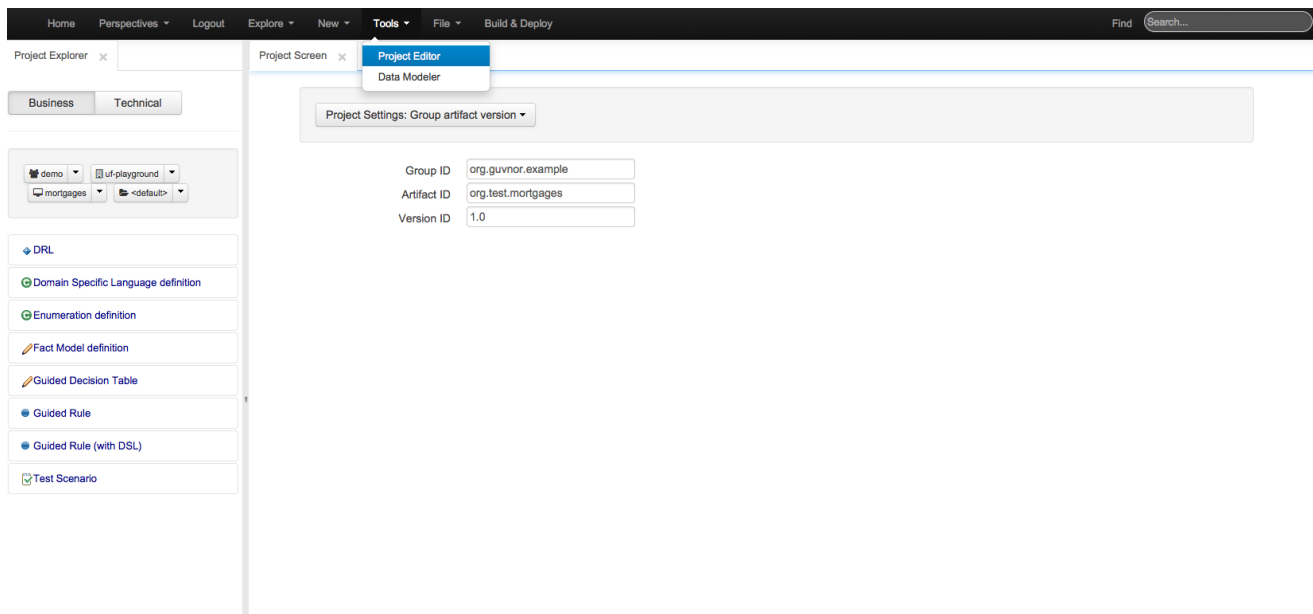 Home Perspectives Logout Explore New Tools File Build & Deploy Find Search...
Project Explorer Project Screen
Project Editor
Data Modeler
Business Technical
Project Settings: Group artifact version
demo uf-playground
mortgages <default>
Group ID org.guvnor.example
Artifact ID org.test.mortgages
Version ID 1.0
DRL
Domain Specific Language definition
Enumeration definition
Fact Model definition
Guided Decision Table
Guided Rule
Guided Rule (with DSL)
Test Scenario